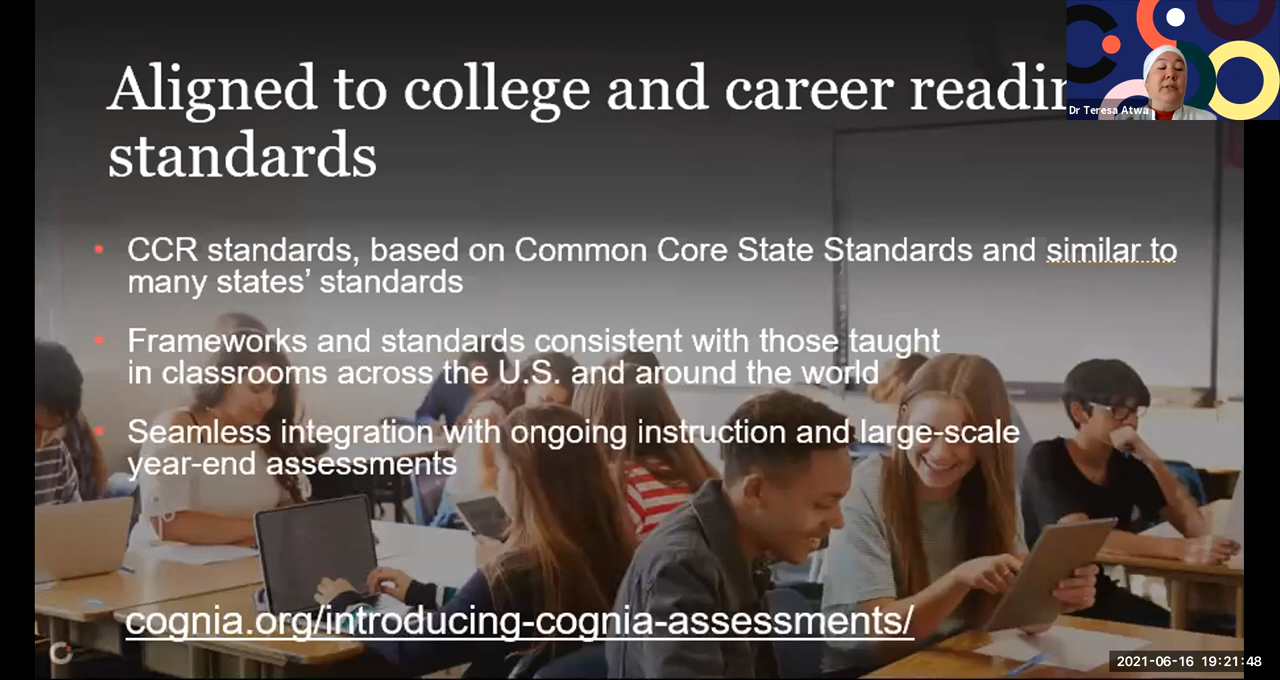 Aligned to college and career readin
standards
Dr Teresa Atwa
• CCR standards, based on Common Core State Standards and similar to
many states’ standards
• Frameworks and standards consistent with those taught
in classrooms across the U.S. and around the world
• Seamless integration with ongoing instruction and large-scale
year-end assessments
cognia.org/introducing-cognia-assessments/
2021-06-16 19:21:48